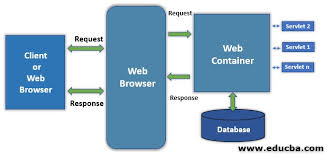 Client
or
Web
Browser
Request
Response
Web
Browser
Request
Response
Web
Container
Servlet 2
Servlet 1
Servlet n
Database
www.educba.com